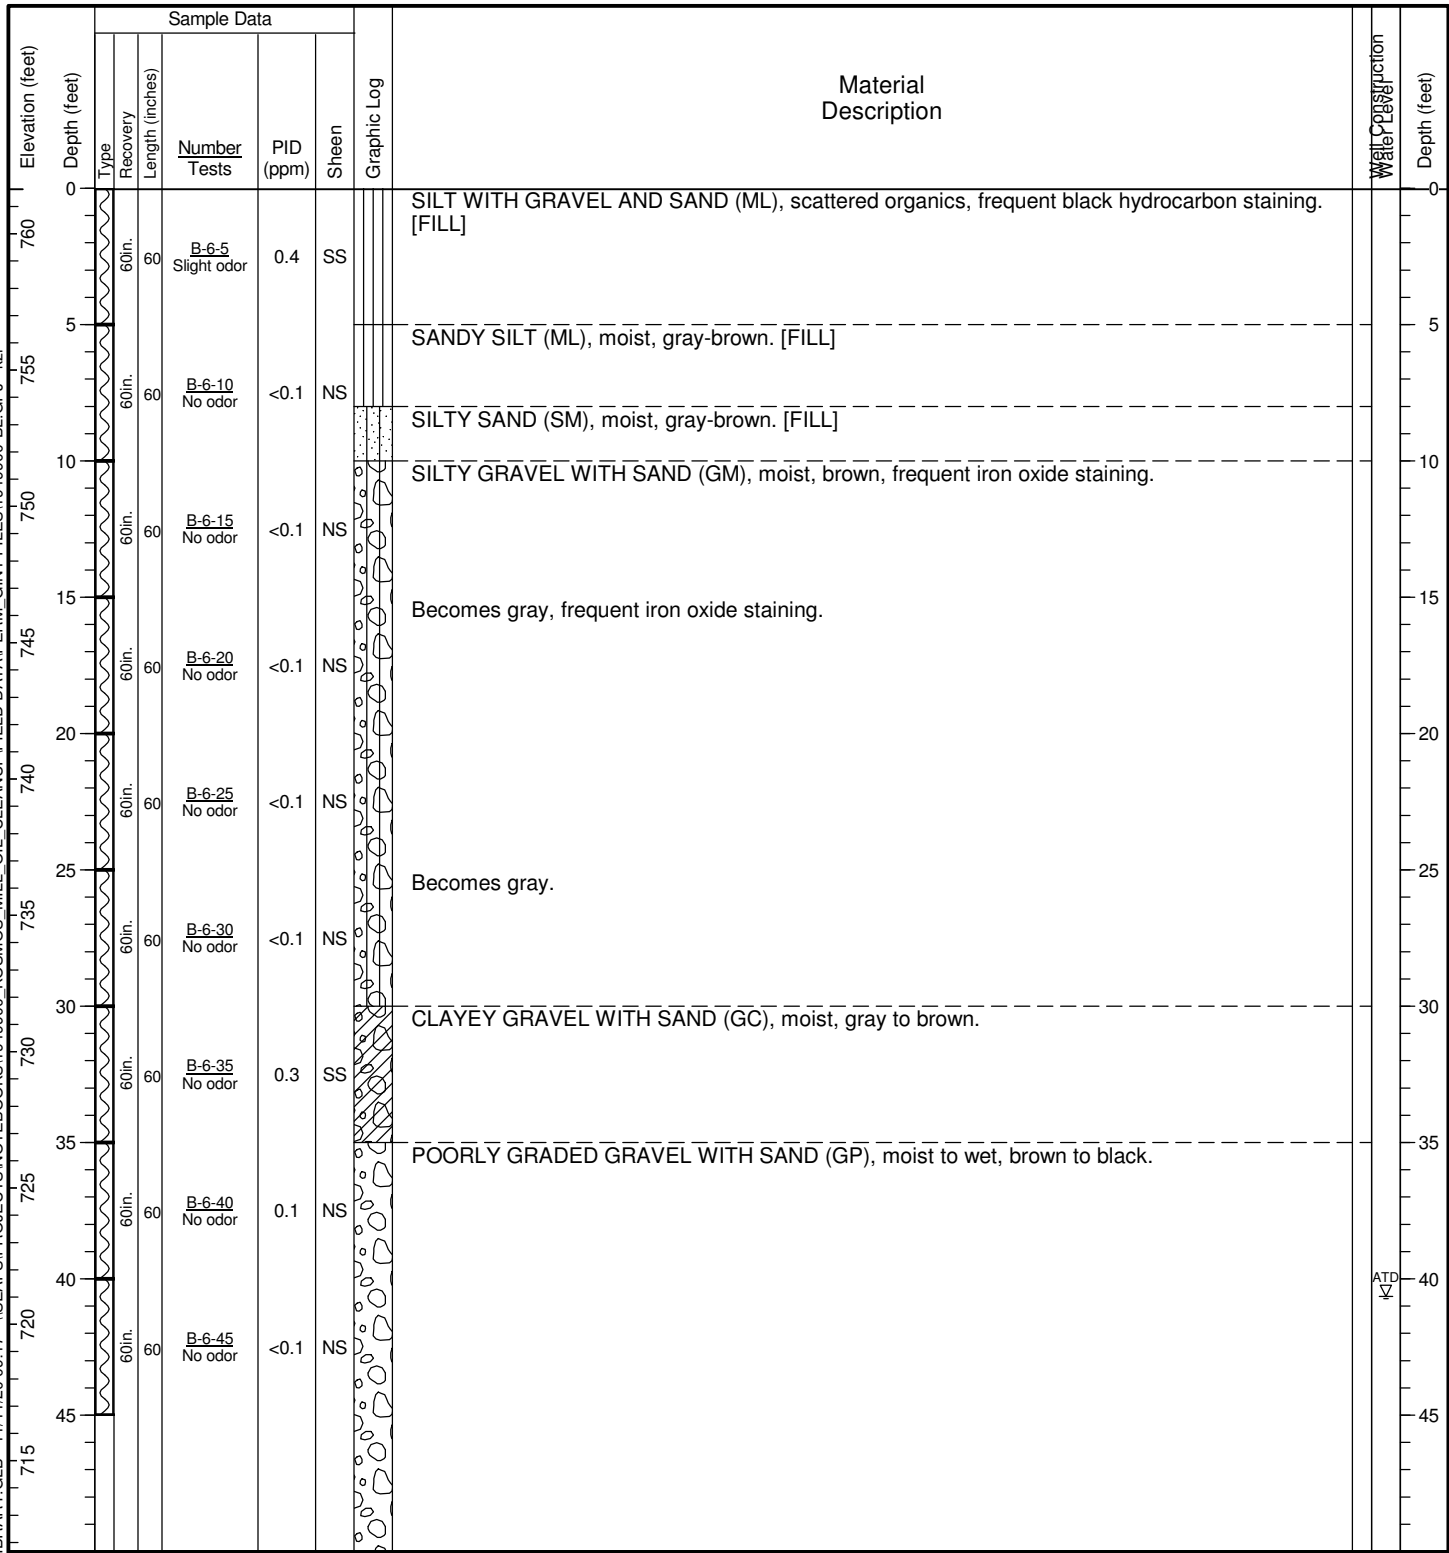 Sample Data
Elevation (feet)
Depth (feet)
Type
Recovery
Length (inches)
Number
Tests
PID
(ppm)
Sheen
Graphic Log
Material
Description
Well Construction
Water Level
Depth (feet)
0
SILT WITH GRAVEL AND SAND (ML), scattered organics, frequent black hydrocarbon staining.
[FILL]
0
760
60in. 60 B-6-5 0.4 SS
Slight odor
5
SANDY SILT (ML), moist, gray-brown. [FILL]
5
755
60in. 60 B-6-10 <0.1 NS
No odor
SILTY SAND (SM), moist, gray-brown. [FILL]
10
SILTY GRAVEL WITH SAND (GM), moist, brown, frequent iron oxide staining.
10
750
60in. 60 B-6-15 <0.1 NS
No odor
15
Becomes gray, frequent iron oxide staining.
15
745
60in. 60 B-6-20 <0.1 NS
No odor
20
20
740
60in. 60 B-6-25 <0.1 NS
No odor
25
Becomes gray.
25
735
60in. 60 B-6-30 <0.1 NS
No odor
30
CLAYEY GRAVEL WITH SAND (GC), moist, gray to brown.
30
730
60in. 60 B-6-35 0.3 SS
No odor
35
POORLY GRADED GRAVEL WITH SAND (GP), moist to wet, brown to black.
35
725
60in. 60 B-6-40 0.1 NS
No odor
40
ATD
40
720
60in. 60 B-6-45 <0.1 NS
No odor
45
45
715